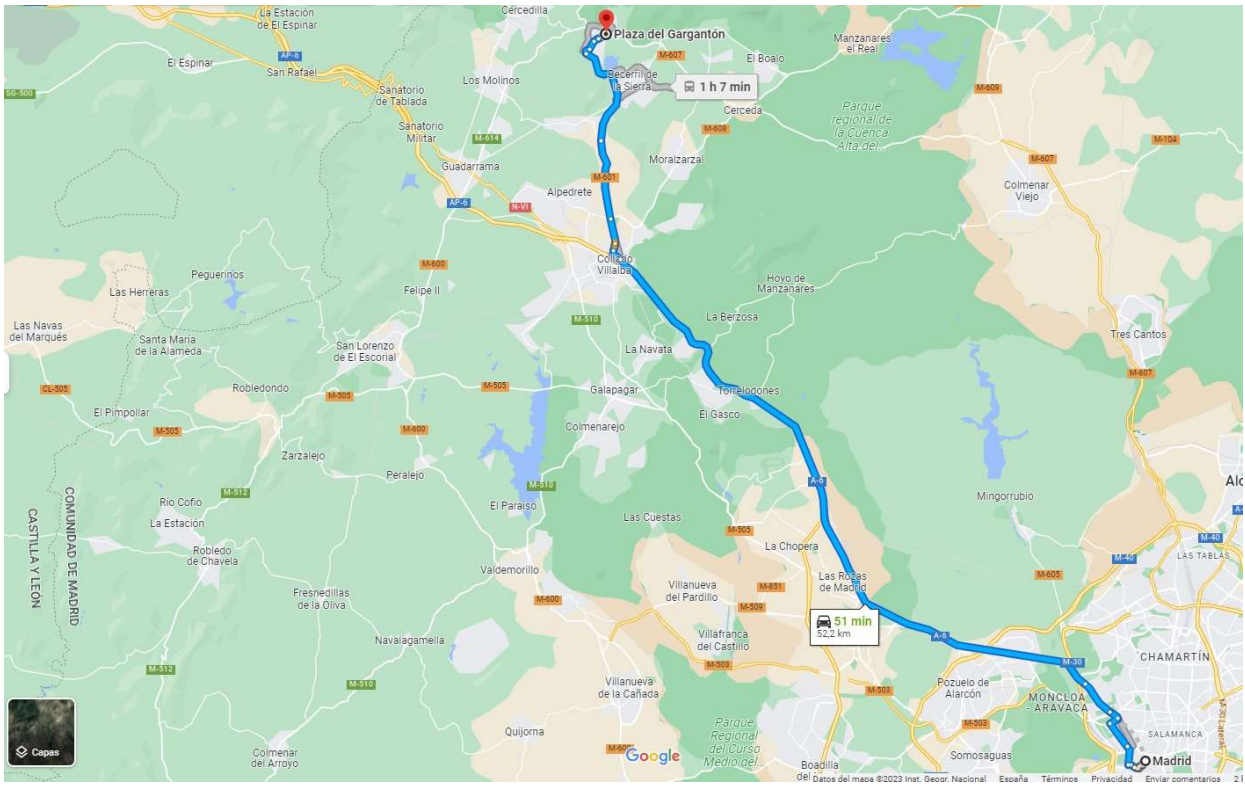 La Estación
de El Espinar
Cercedilla
Plaza del Gargantón
Manzanares
el Real
AP-6
El Espinar
San Rafael
M-607
El Boalo
SG-500
Sanatorio
de Tablada
Los Molinos
Becerril de
la Sierra
1 h 7 min
Cerceda
M-609
Parque
regional de
la Cuenca
Alta del...
Sanatorio
Militar
M-614
M-608
M-104
Guadarrama
Moralzarzal
M-607
M-601
Colmenar
Viejo
Alpedrete
AP-6
N-VI
Collado
Villalba
M-600
Peguerinos
Hoyo de
Manzanares
Las Herreras
Felipe II
La Berzosa
M-510
Las Navas
del Marqués
Santa María
de la Alameda
San Lorenzo
de El Escorial
La Navata
Tres Cantos
M-607
CL-505
Robledondo
M-505
M-505
Galapagar
Torrelodones
El Pimpollar
El Gasco
M-505
M-600
Colmenarejo
Zarzalejo
Peralejo
A-6
M-512
M-510
Mingorrubio
Río Cofio
El Paraíso
La Estación
Las Cuestas
M-505
CASTILLA Y LEÓN
COMUNIDAD DE MADRID
Robledo
de Chavela
La Chopera
M-40
LAS TABLAS
M-40
Valdemorillo
Las Rozas
de Madrid
M-605
Fresnedillas
de la Oliva
Villanueva
del Pardillo
M-851
M-600
M-509
51 min
52,2 km
Navalagamella
Villafranca
del Castillo
A-6
M-512
M-503
M-30
CHAMARTÍN
M-510
Villanueva
de la Cañada
M-503
Pozuelo de
Alarcón
MONCLOA
- ARAVACA
M-503
Quijorna
Parque
Regional
del Curso
Medio del...
SALAMANCA
M-30 Lateral
Capas
Colmenar
del Arroyo
M-600
Google
Somosaguas
Madrid
Boadilla
Datos del mapa ©2023 Inst. Geogr. Nacional España Términos Privacidad Enviar comentarios